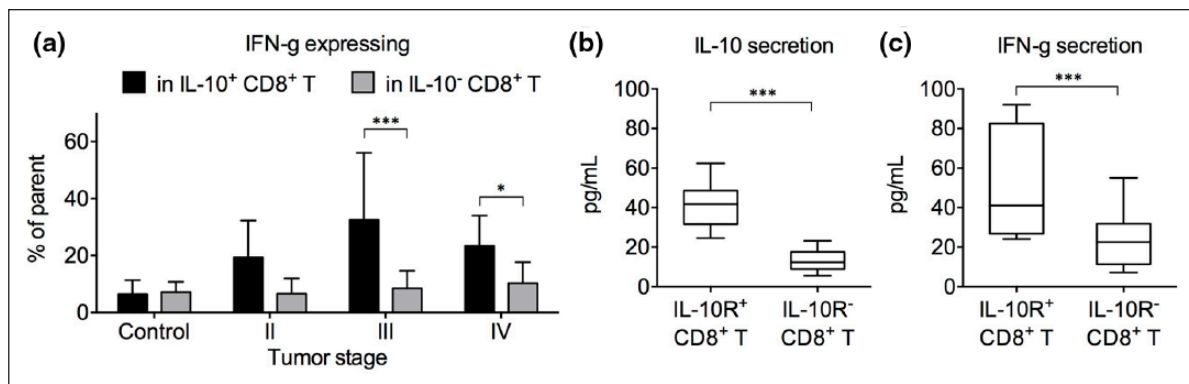 (a)
IFN-g expressing
in IL-10⁺ CD8⁺ T
in IL-10⁻ CD8⁺ T
% of parent
60
40
20
0
***
*
Control
II
III
IV
Tumor stage
(b)
IL-10 secretion
***
pg/mL
100
80
60
40
20
0
IL-10R⁺
CD8⁺ T
IL-10R⁻
CD8⁺ T
(c)
IFN-g secretion
***
pg/mL
100
80
60
40
20
0
IL-10R⁺
CD8⁺ T
IL-10R⁻
CD8⁺ T